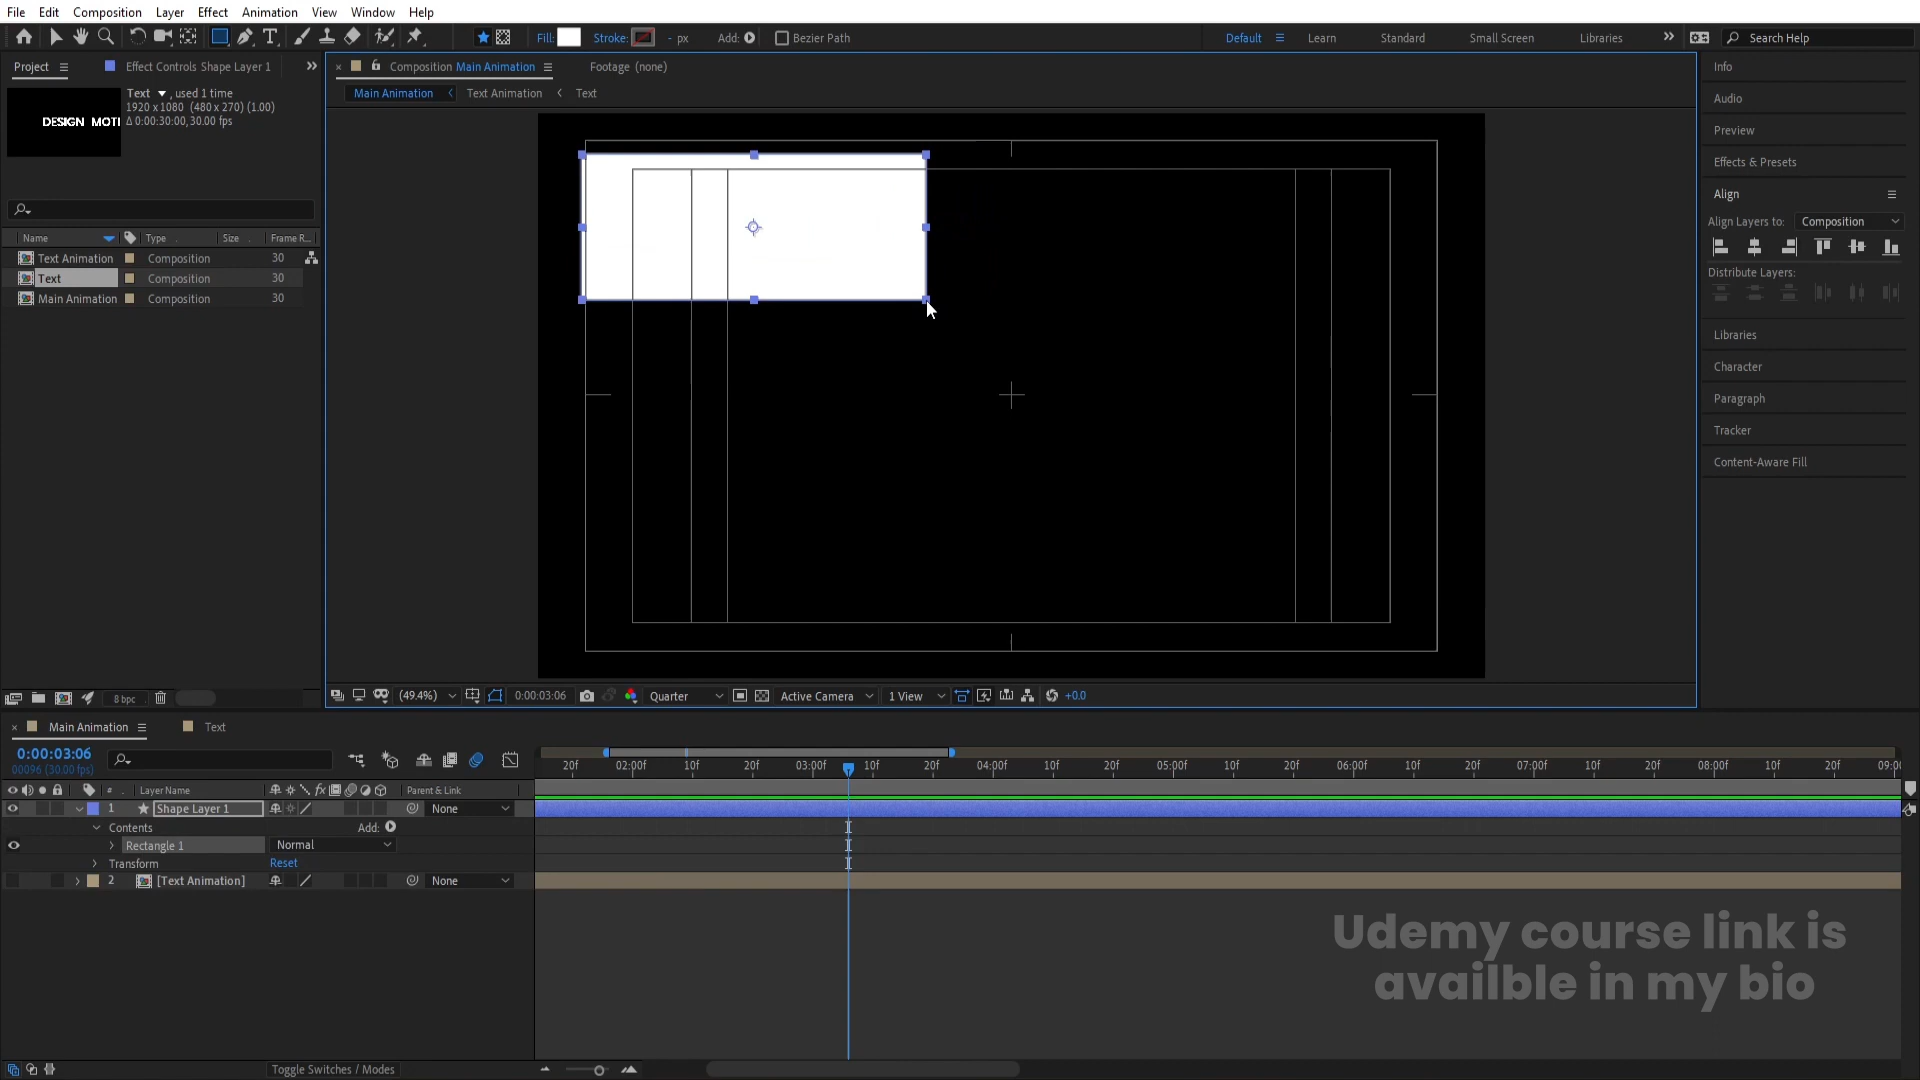 File Edit Composition Layer Effect Animation View Window Help
Fill: Stroke: - px Add: Bezier Path Default Learn Standard Small Screen Libraries Search Help
Project Effect Controls Shape Layer 1
Composition Main Animation Footage (none)
Main Animation Text Animation Text
Text , used 1 time
1920 x 1080 (480 x 270) (1.00)
Δ 0:00:30:00, 30.00 fps
DESIGN MOTI
Name Type Size Frame R...
Text Animation Composition 30
Text Composition 30
Main Animation Composition 30
Info
Audio
Preview
Effects & Presets
Align
Align Layers to: Composition
Distribute Layers:
Libraries
Character
Paragraph
Tracker
Content-Aware Fill
8 bpc
(49.4%) 0:00:03:06 Quarter Active Camera 1 View +0.0
Main Animation Text
0:00:03:06
00096 (30.00 fps)
20f 02:00f 10f 20f 03:00f 10f 20f 04:00f 10f 20f 05:00f 10f 20f 06:00f 10f 20f 07:00f 10f 20f 08:00f 10f 20f 09:00
# Layer Name fx Parent & Link
1 Shape Layer 1 None
Contents Add:
Rectangle 1 Normal
Transform Reset
2 [Text Animation] None
Udemy course link is
availble in my bio
Toggle Switches / Modes